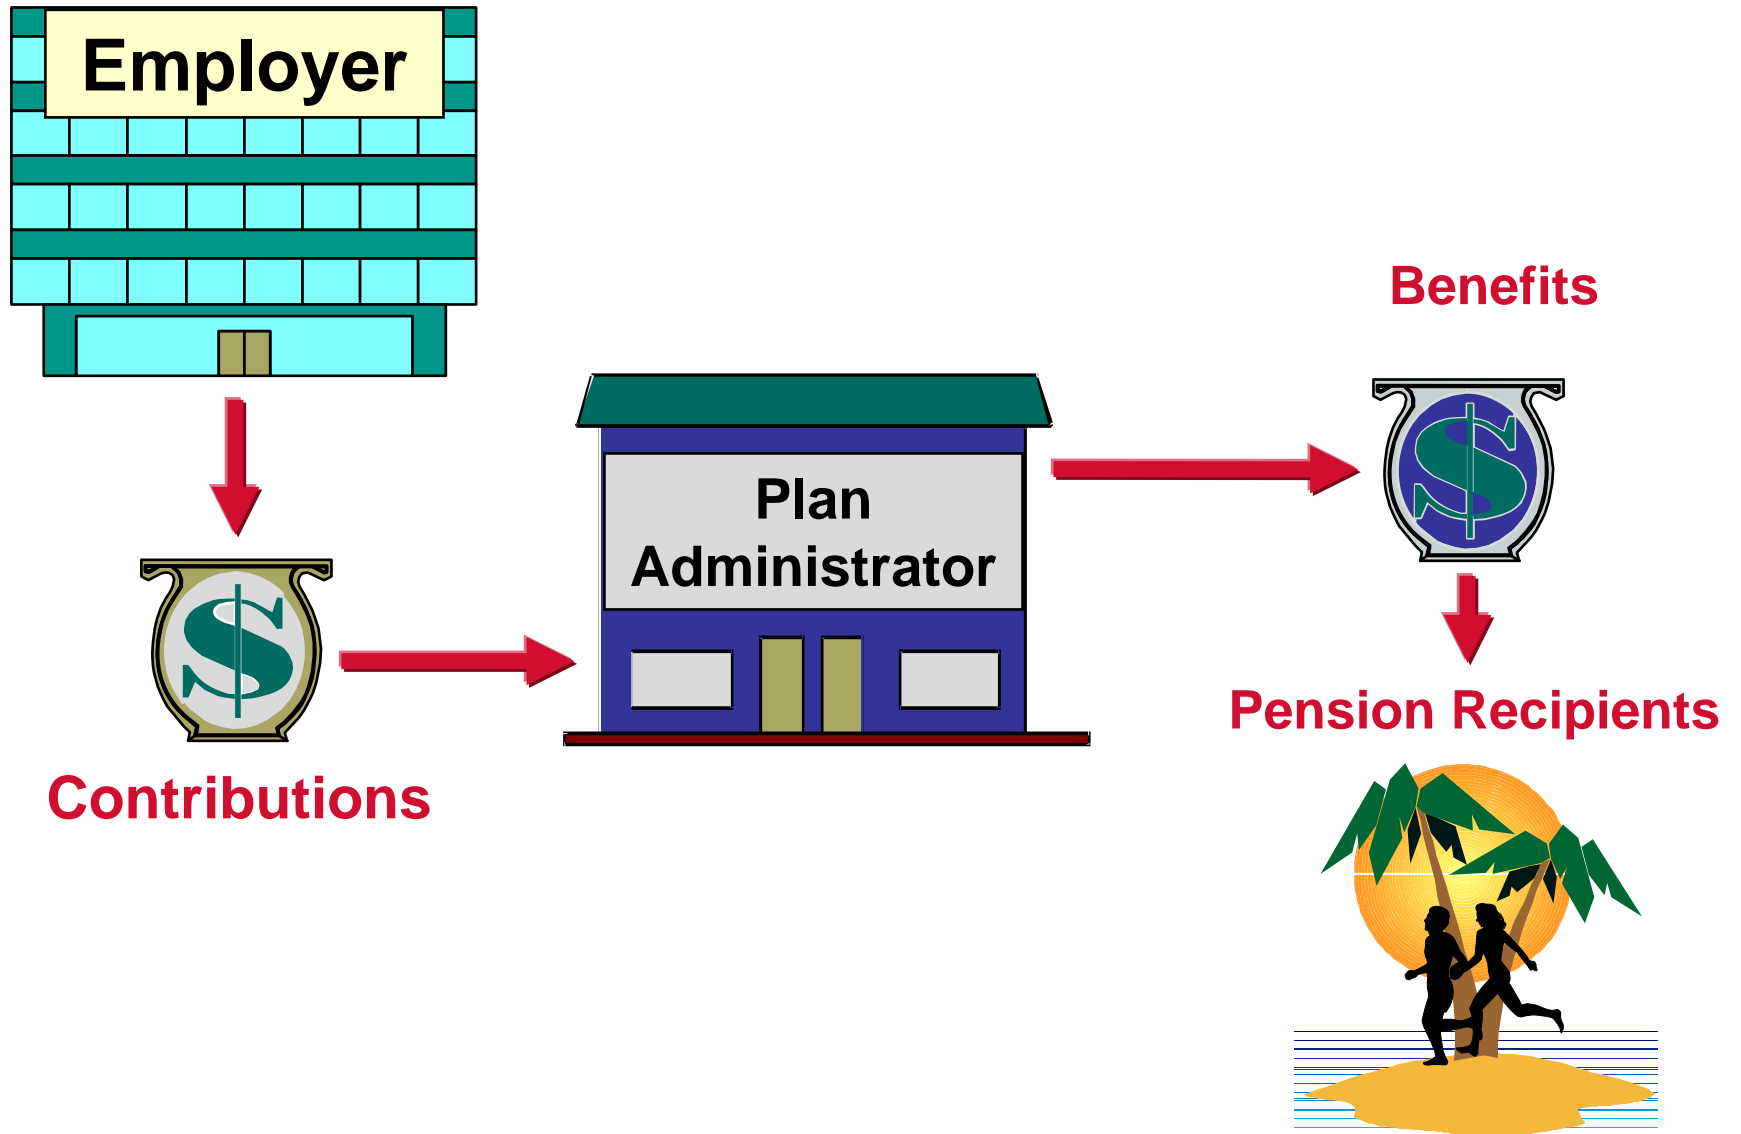 Employer
Benefits
Plan
Administrator
$
$
Pension Recipients
Contributions